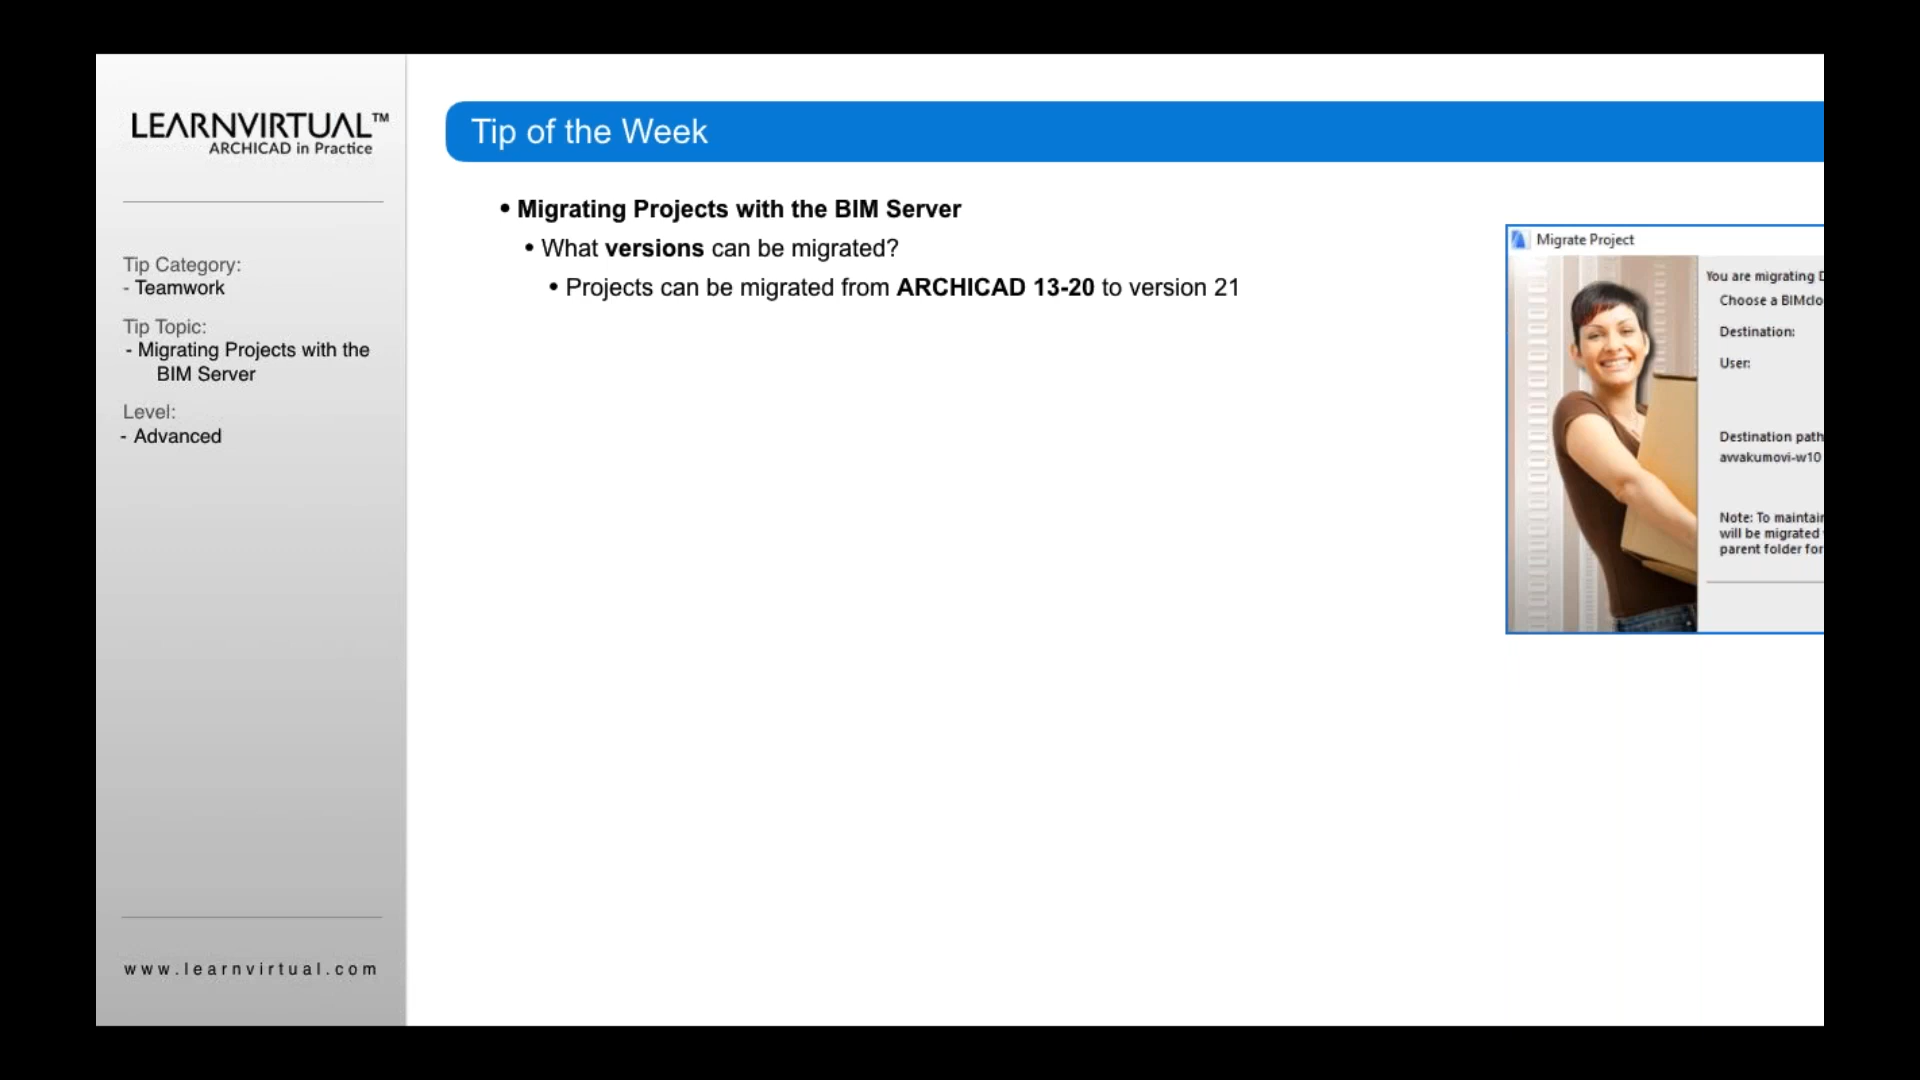 LEARNVIRTUAL™
ARCHICAD in Practice
Tip Category:
- Teamwork
Tip Topic:
- Migrating Projects with the
BIM Server
Level:
- Advanced
www.learnvirtual.com
Tip of the Week
• Migrating Projects with the BIM Server
• What versions can be migrated?
• Projects can be migrated from ARCHICAD 13-20 to version 21
Migrate Project
You are migrating
Choose a BIMclo
Destination:
User:
Destination path
avvakumovi-w10
Note: To maintain
will be migrated
parent folder for